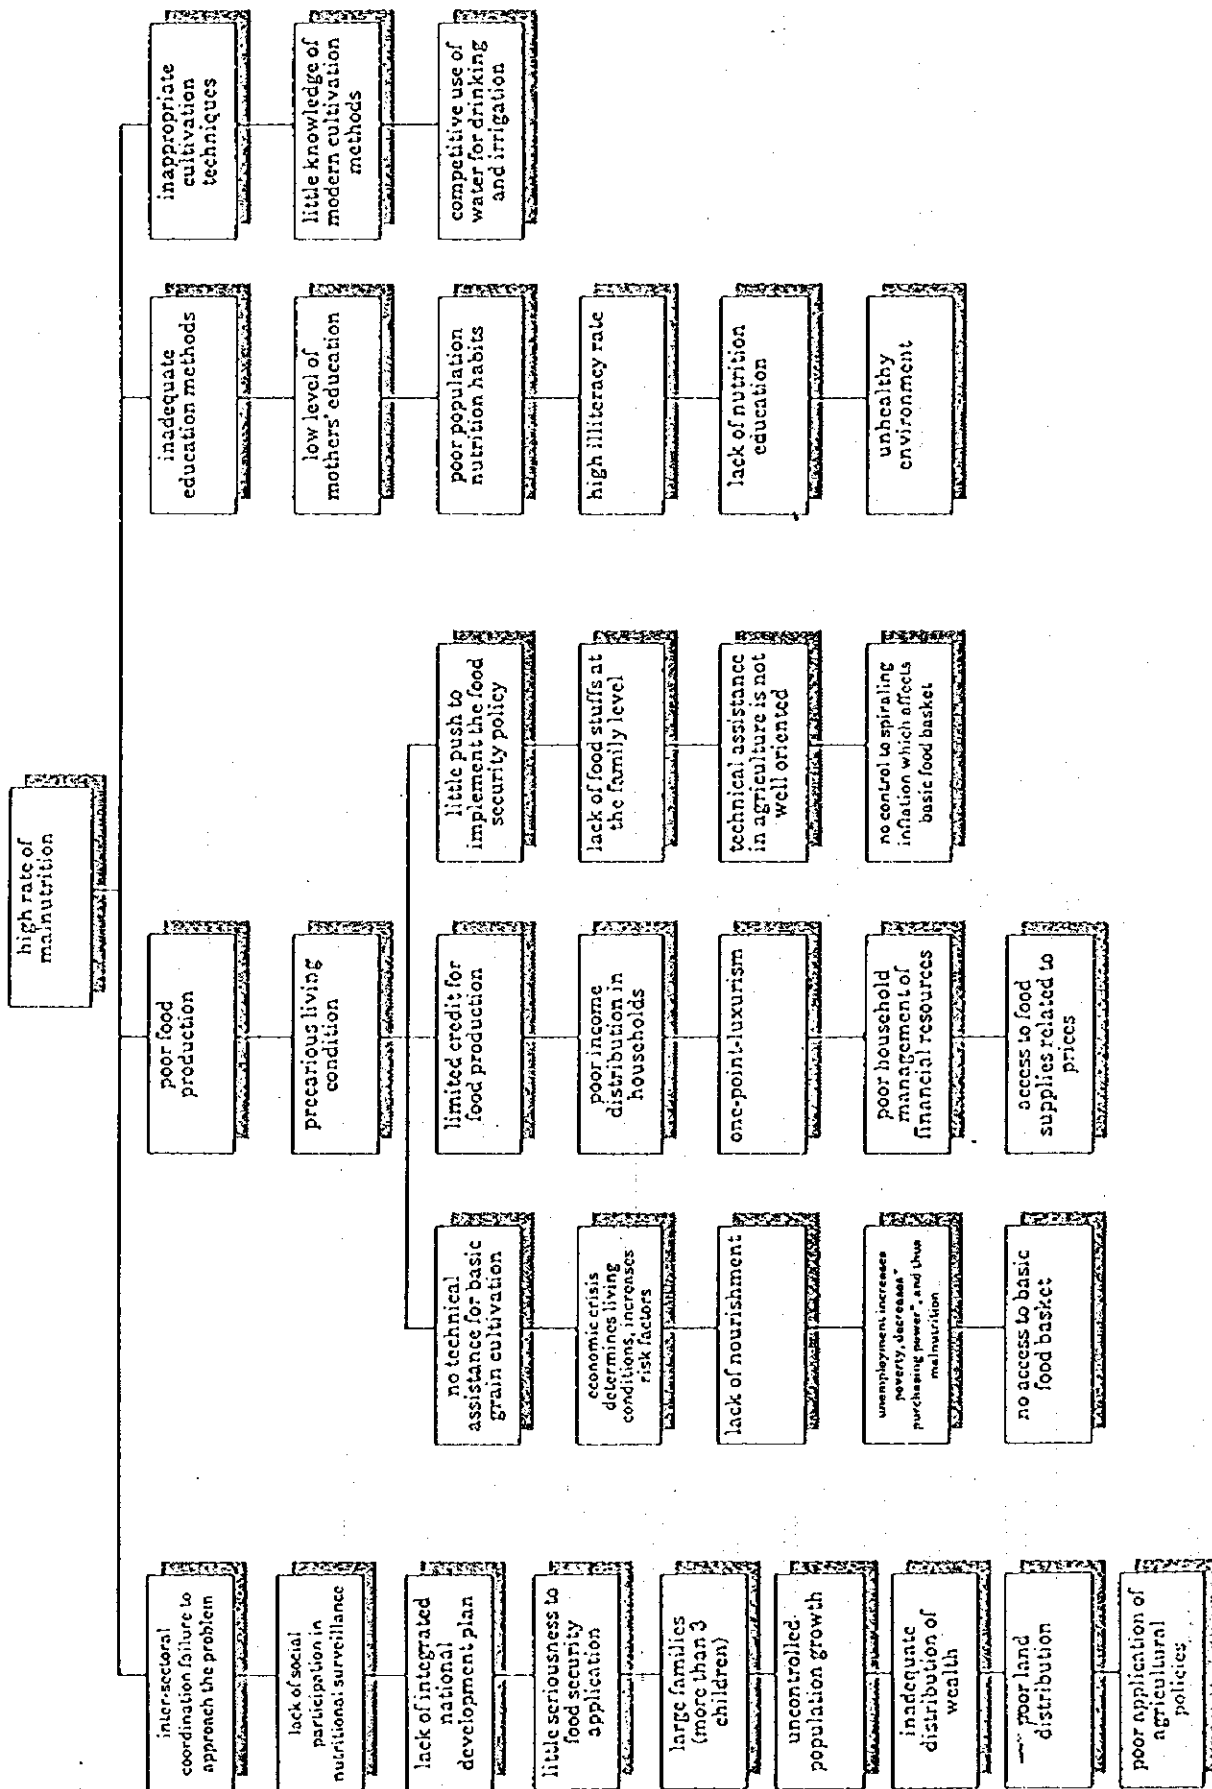 high rate of
malnutrition
inter-sectoral
coordination failure to
approach the problem
lack of social
participation in
nutritional surveillance
lack of integrated
national
development plan
little seriousness to
food security
application
large families
(more than 3
children)
uncontrolled
population growth
inadequate
distribution of
wealth
poor land
distribution
poor application of
agricultural
policies
poor food
production
precarious living
condition
no technical
assistance for basic
grain cultivation
economic crisis
determines living
conditions, increases
risk factors
lack of nourishment
unemployment increases
poverty, decreases"
purchasing power", and thus
malnutrition
no access to basic
food basket
limited credit for
food production
poor income
distribution in
households
one-point-luxurism
poor household
management of
financial resources
access to food
supplies related to
prices
little push to
implement the food
security policy
lack of food stuffs at
the family level
technical assistance
in agriculture is not
well oriented
no control to spiraling
inflation which affects
basic food basket
inadequate
education methods
low level of
mothers' education
poor population
nutrition habits
high illiteracy rate
lack of nutrition
education
unhealthy
environment
inappropriate
cultivation
techniques
little knowledge of
modern cultivation
methods
competitive use of
water for drinking
and irrigation